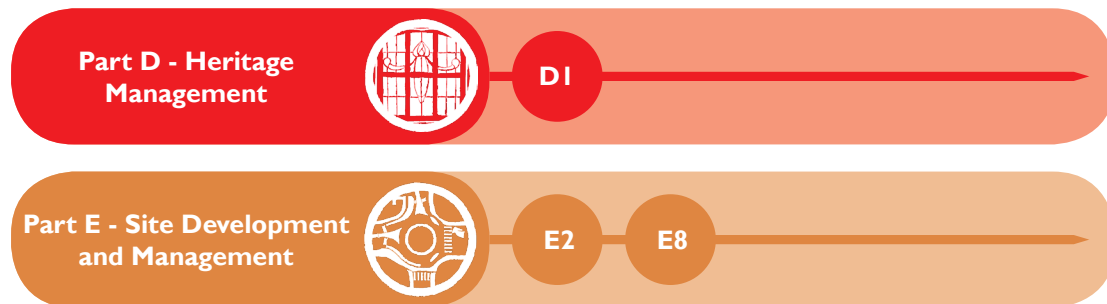 Part D - Heritage
Management
D1
Part E - Site Development
and Management
E2
E8